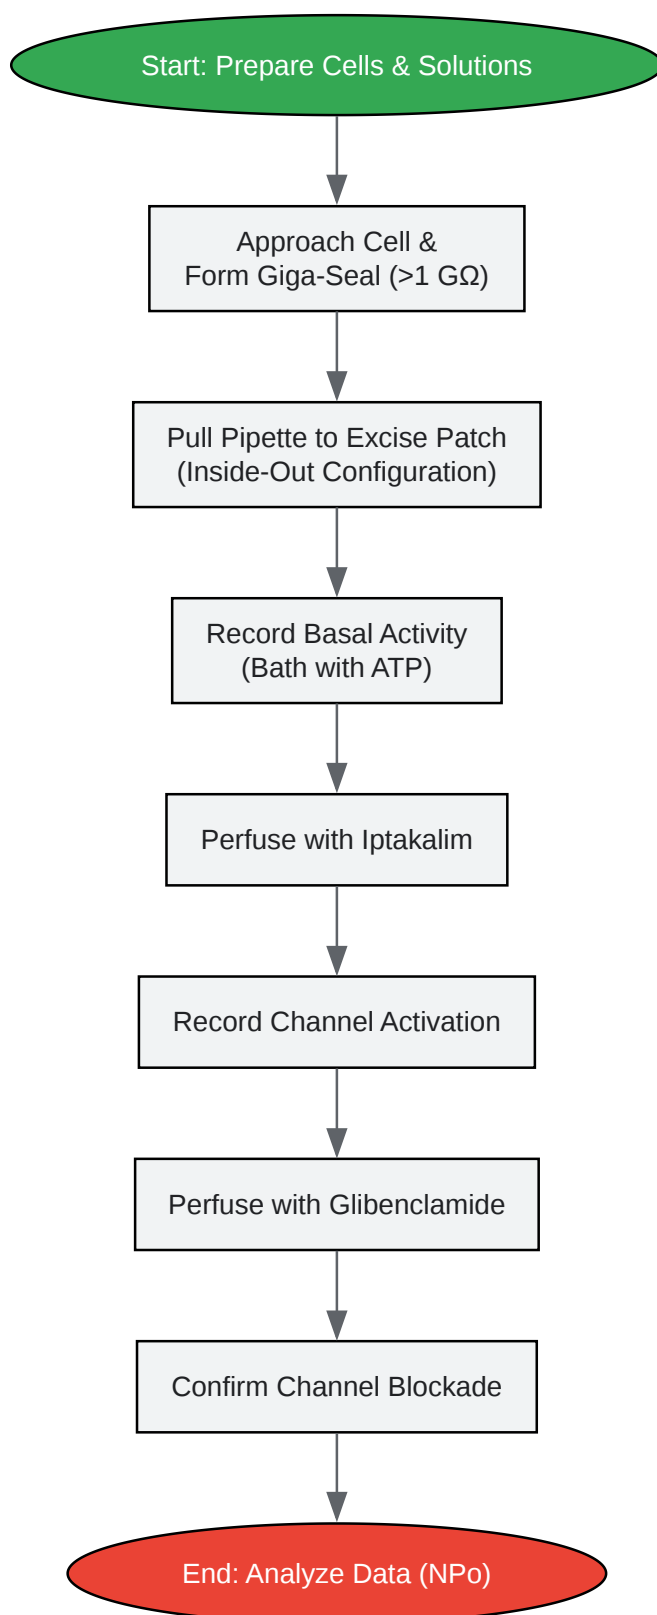 Start: Prepare Cells & Solutions
Approach Cell &
Form Giga-Seal (>1 GΩ)
Pull Pipette to Excise Patch
(Inside-Out Configuration)
Record Basal Activity
(Bath with ATP)
Perfuse with Iptakalim
Record Channel Activation
Perfuse with Glibenclamide
Confirm Channel Blockade
End: Analyze Data (NPo)